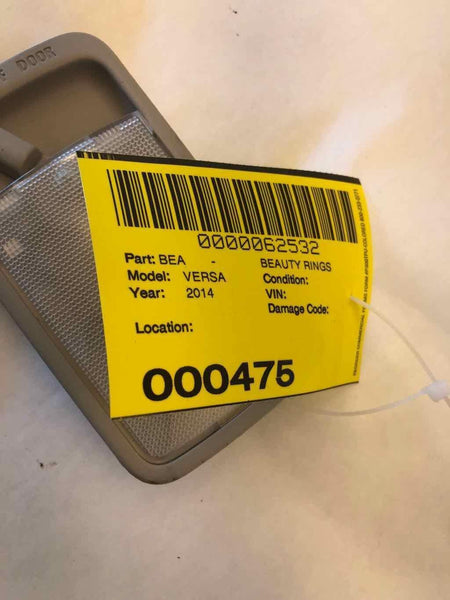 DOOR
0000062532
Part: BEA - BEAUTY RINGS
Model: VERSA Condition:
Year: 2014 VIN:
Damage Code:
Location:
000475